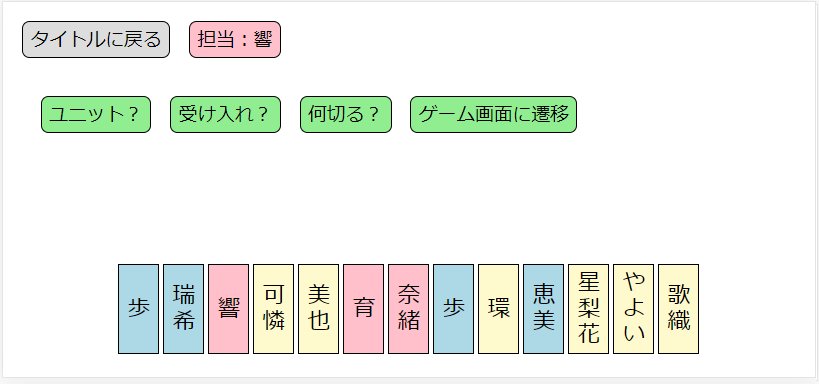 タイトルに戻る 担当：響
ユニット？ 受け入れ？ 何切る？ ゲーム画面に遷移
歩 瑞希 響 可憐 美也 育 奈緒 歩 環 恵美 星梨花 やよい 歌織